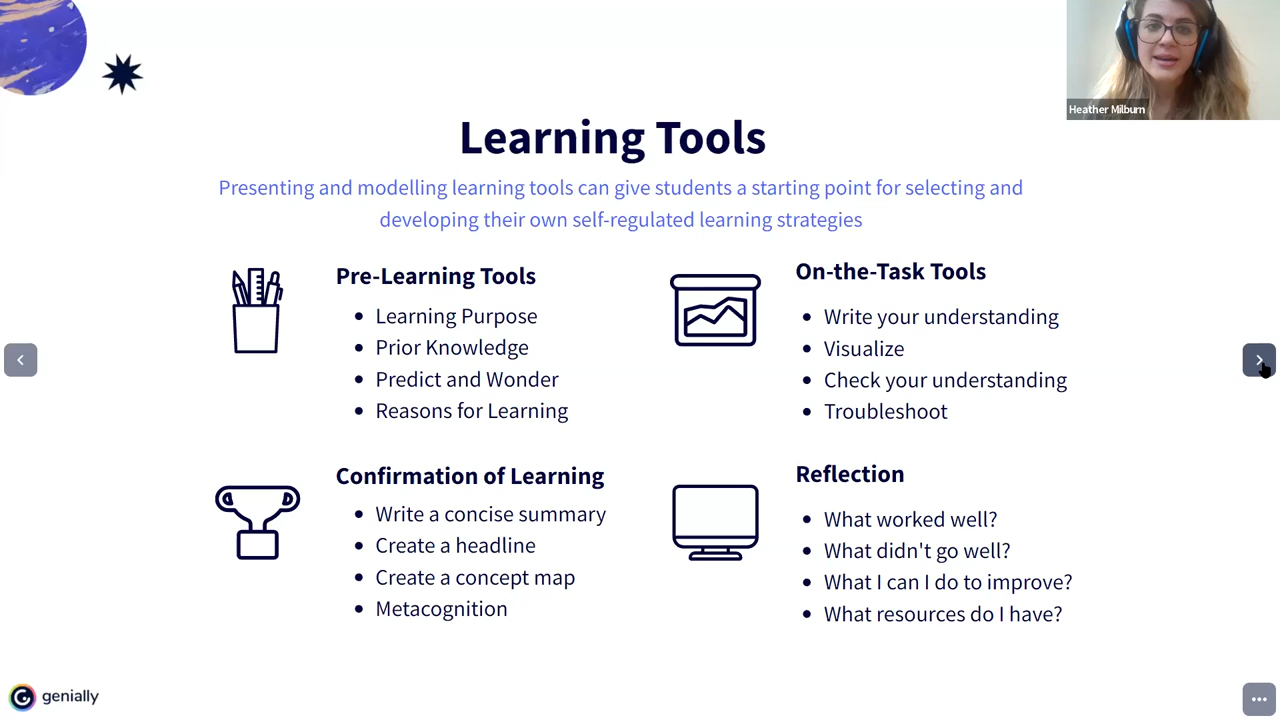 Heather Milburn
Learning Tools
Presenting and modelling learning tools can give students a starting point for selecting and
developing their own self-regulated learning strategies
Pre-Learning Tools
Learning Purpose
Prior Knowledge
Predict and Wonder
Reasons for Learning
On-the-Task Tools
Write your understanding
Visualize
Check your understanding
Troubleshoot
Confirmation of Learning
Write a concise summary
Create a headline
Create a concept map
Metacognition
Reflection
What worked well?
What didn't go well?
What I can I do to improve?
What resources do I have?
genially